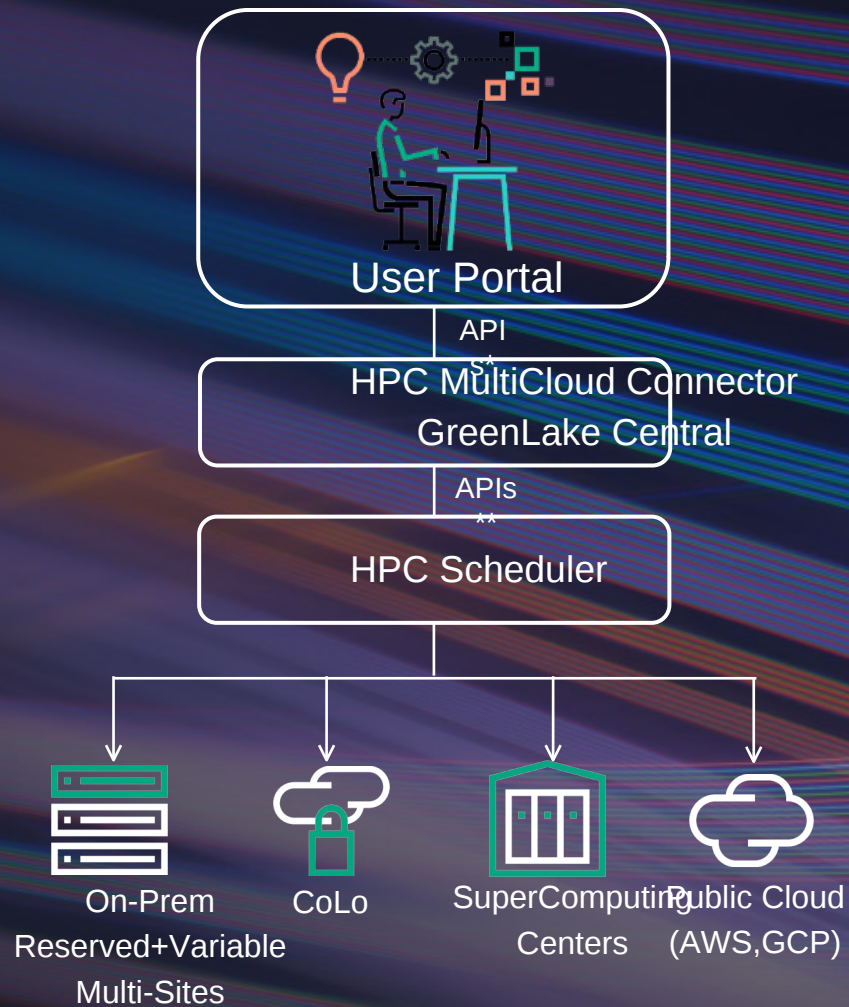 User Portal
APIs*
HPC MultiCloud Connector
GreenLake Central
APIs
**
HPC Scheduler
On-Prem
Reserved+Variable
Multi-Sites
CoLo
SuperComputing
Centers
Public Cloud
(AWS,GCP)